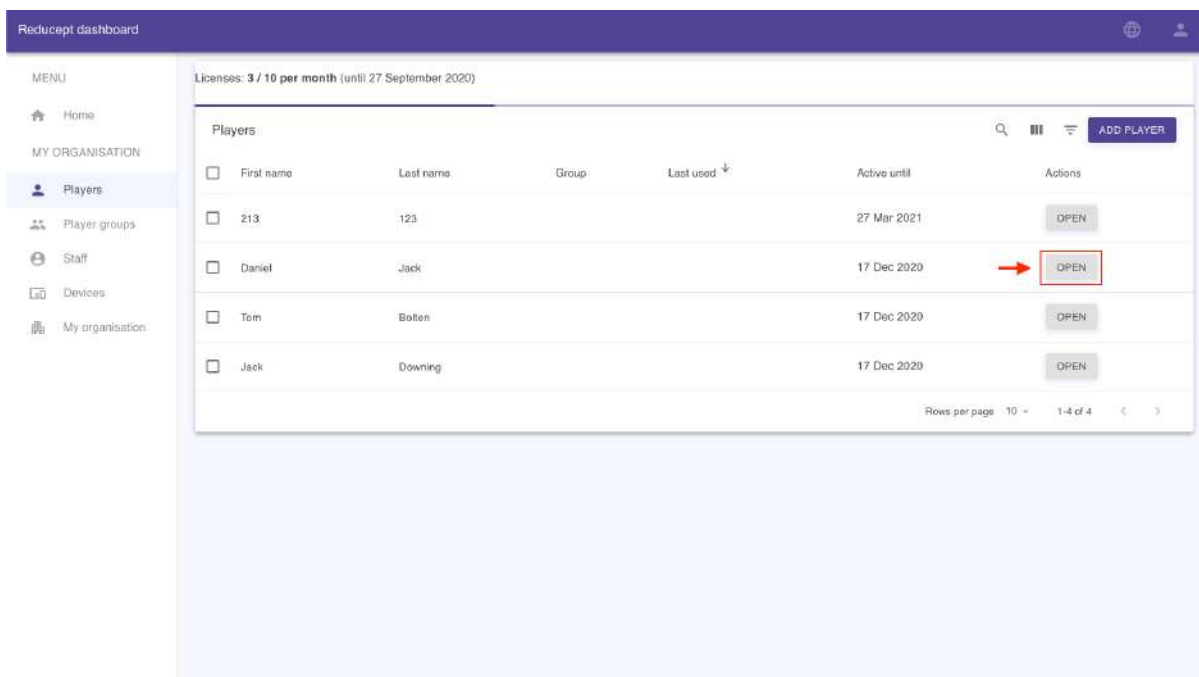 Reducept dashboard
MENU
Home
MY ORGANISATION
Players
Player groups
Staff
Devices
My organisation
Licenses: 3 / 10 per month (until 27 September 2020)
Players
ADD PLAYER
First name Last name Group Last used Active until Actions
213 123 27 Mar 2021 OPEN
Daniel Jack 17 Dec 2020 OPEN
Tom Bolten 17 Dec 2020 OPEN
Jack Downing 17 Dec 2020 OPEN
Rows per page 10 1-4 of 4